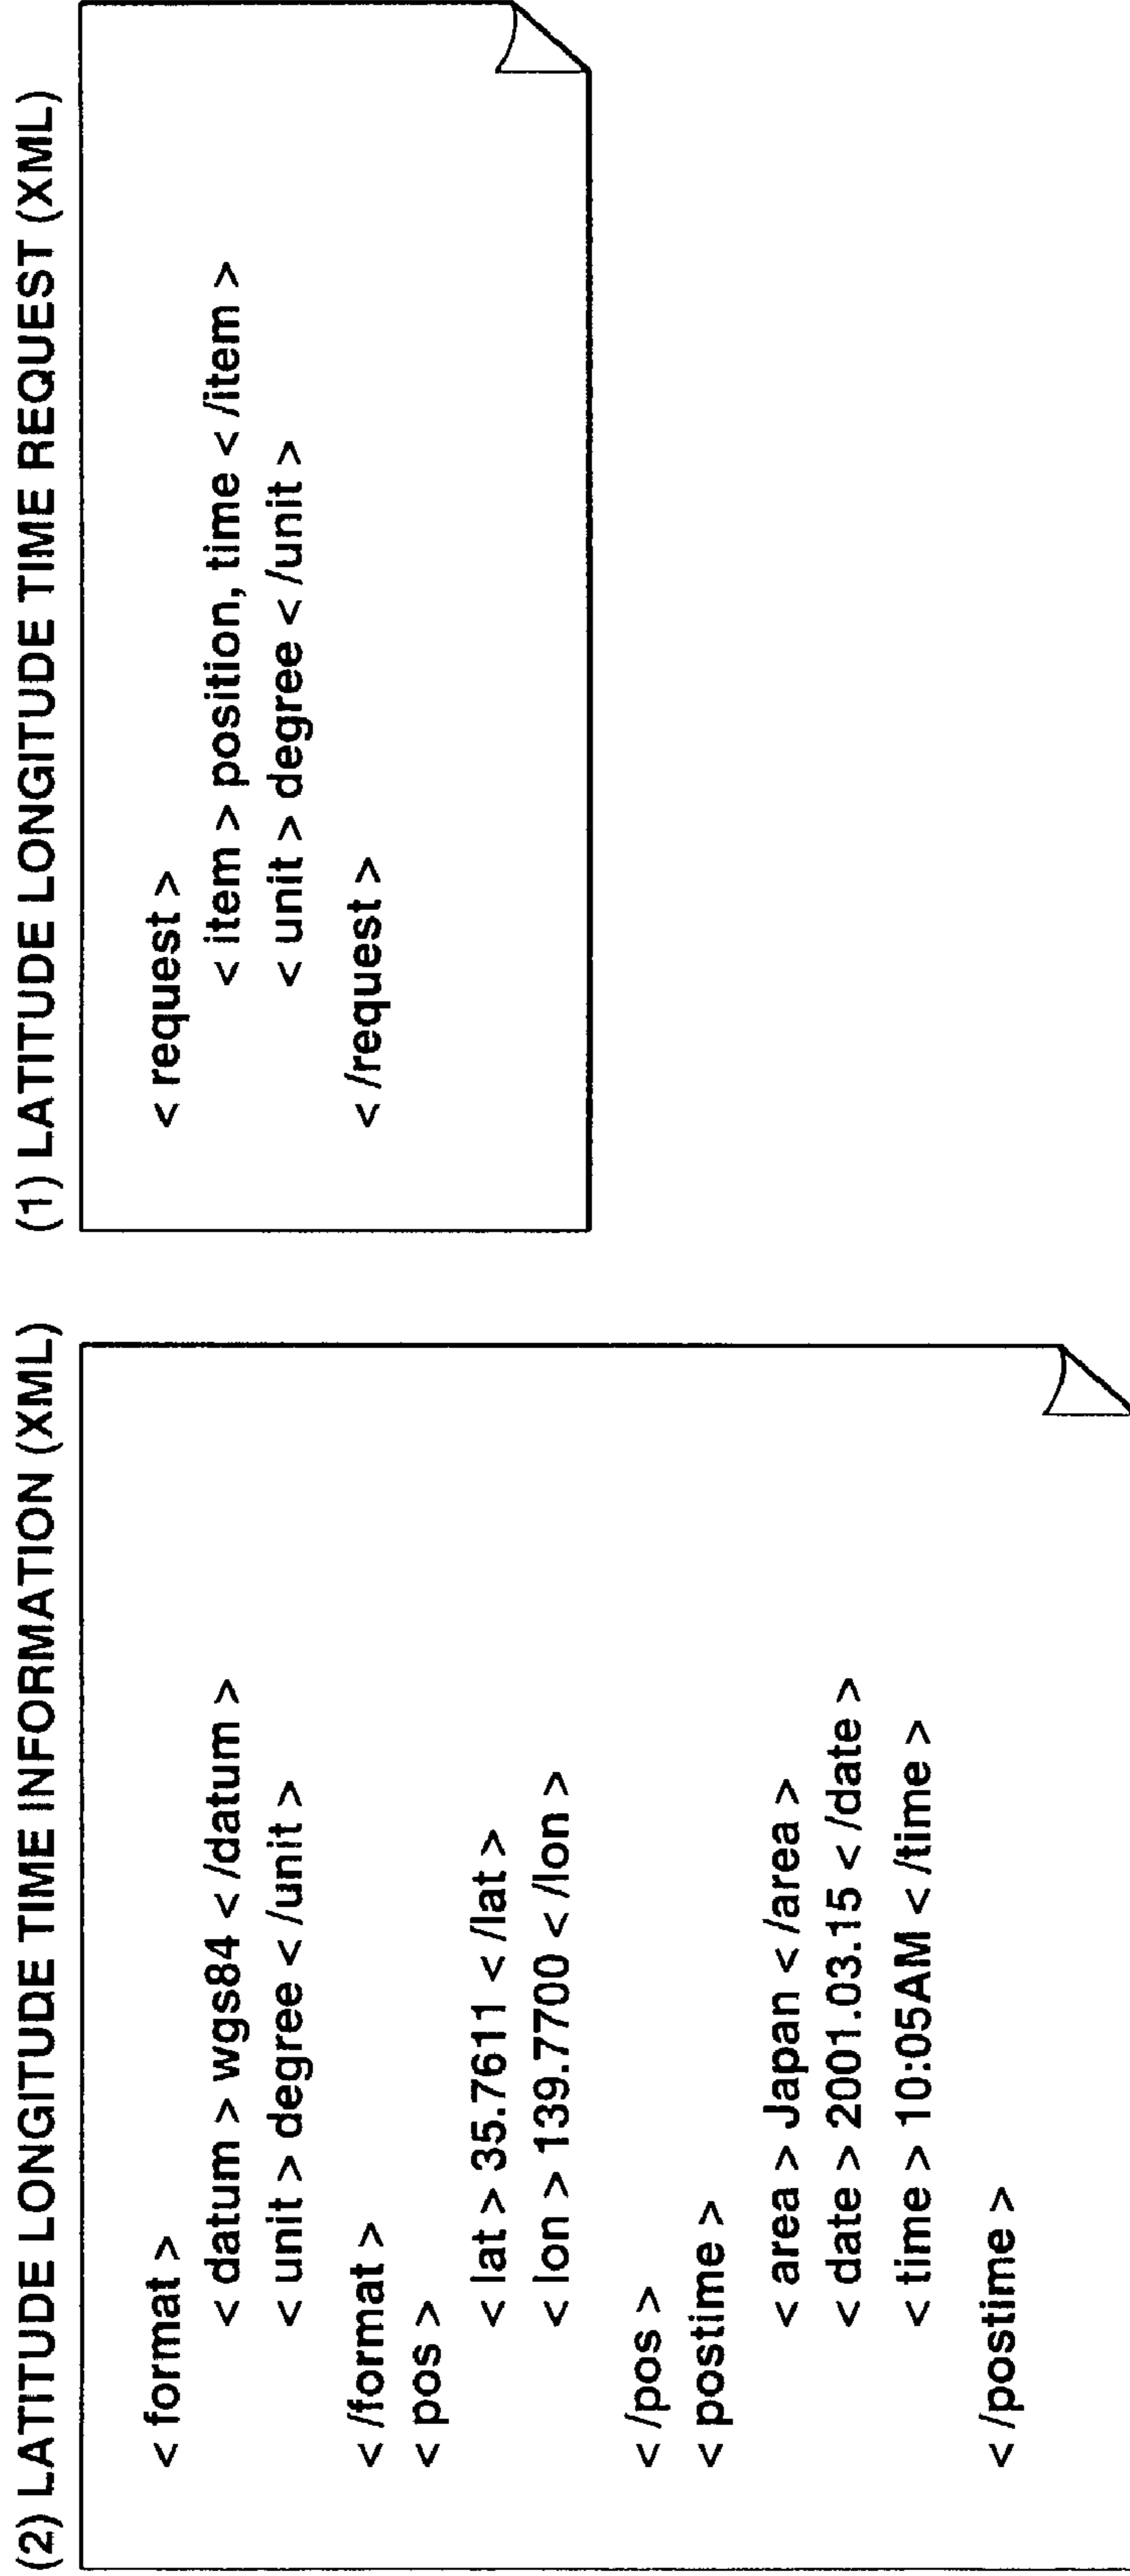 (2) LATITUDE LONGITUDE TIME INFORMATION (XML)
< format >
< datum > wgs84 < /datum >
< unit > degree < /unit >
< /format >
< pos >
< lat > 35.7611 < /lat >
< lon > 139.7700 < /lon >
< /pos >
< postime >
< area > Japan < /area >
< date > 2001.03.15 < /date >
< time > 10:05AM < /time >
< /postime >
(1) LATITUDE LONGITUDE TIME REQUEST (XML)
< request >
< item > position, time < /item >
< unit > degree < /unit >
< /request >